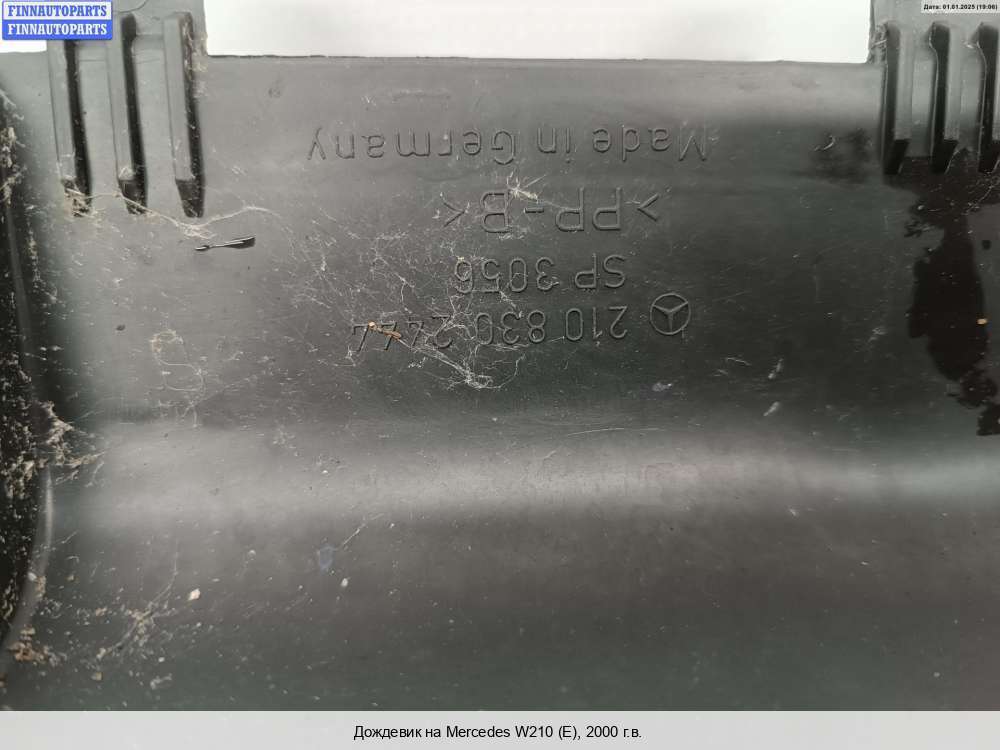 FINNAUTOPARTS
FINNAUTOPARTS
Дата: 01.01.2025 (19:06)
210 830 2444
SP 3056
>PP-B<
Made in Germany
Дождевик на Mercedes W210 (E), 2000 г.в.